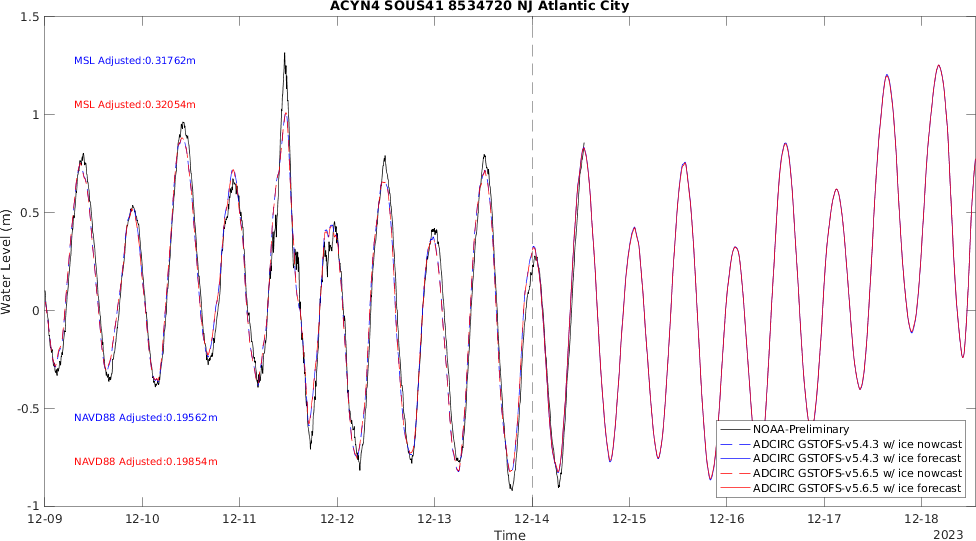 ACYN4 SOUS41 8534720 NJ Atlantic City
1.5
MSL Adjusted:0.31762m
MSL Adjusted:0.32054m
1
0.5
Water Level (m)
0
-0.5
NAVD88 Adjusted:0.19562m
NAVD88 Adjusted:0.19854m
NOAA-Preliminary
ADCIRC GSTOFS-v5.4.3 w/ ice nowcast
ADCIRC GSTOFS-v5.4.3 w/ ice forecast
ADCIRC GSTOFS-v5.6.5 w/ ice nowcast
ADCIRC GSTOFS-v5.6.5 w/ ice forecast
-1
12-09 12-10 12-11 12-12 12-13 12-14 12-15 12-16 12-17 12-18
Time
2023